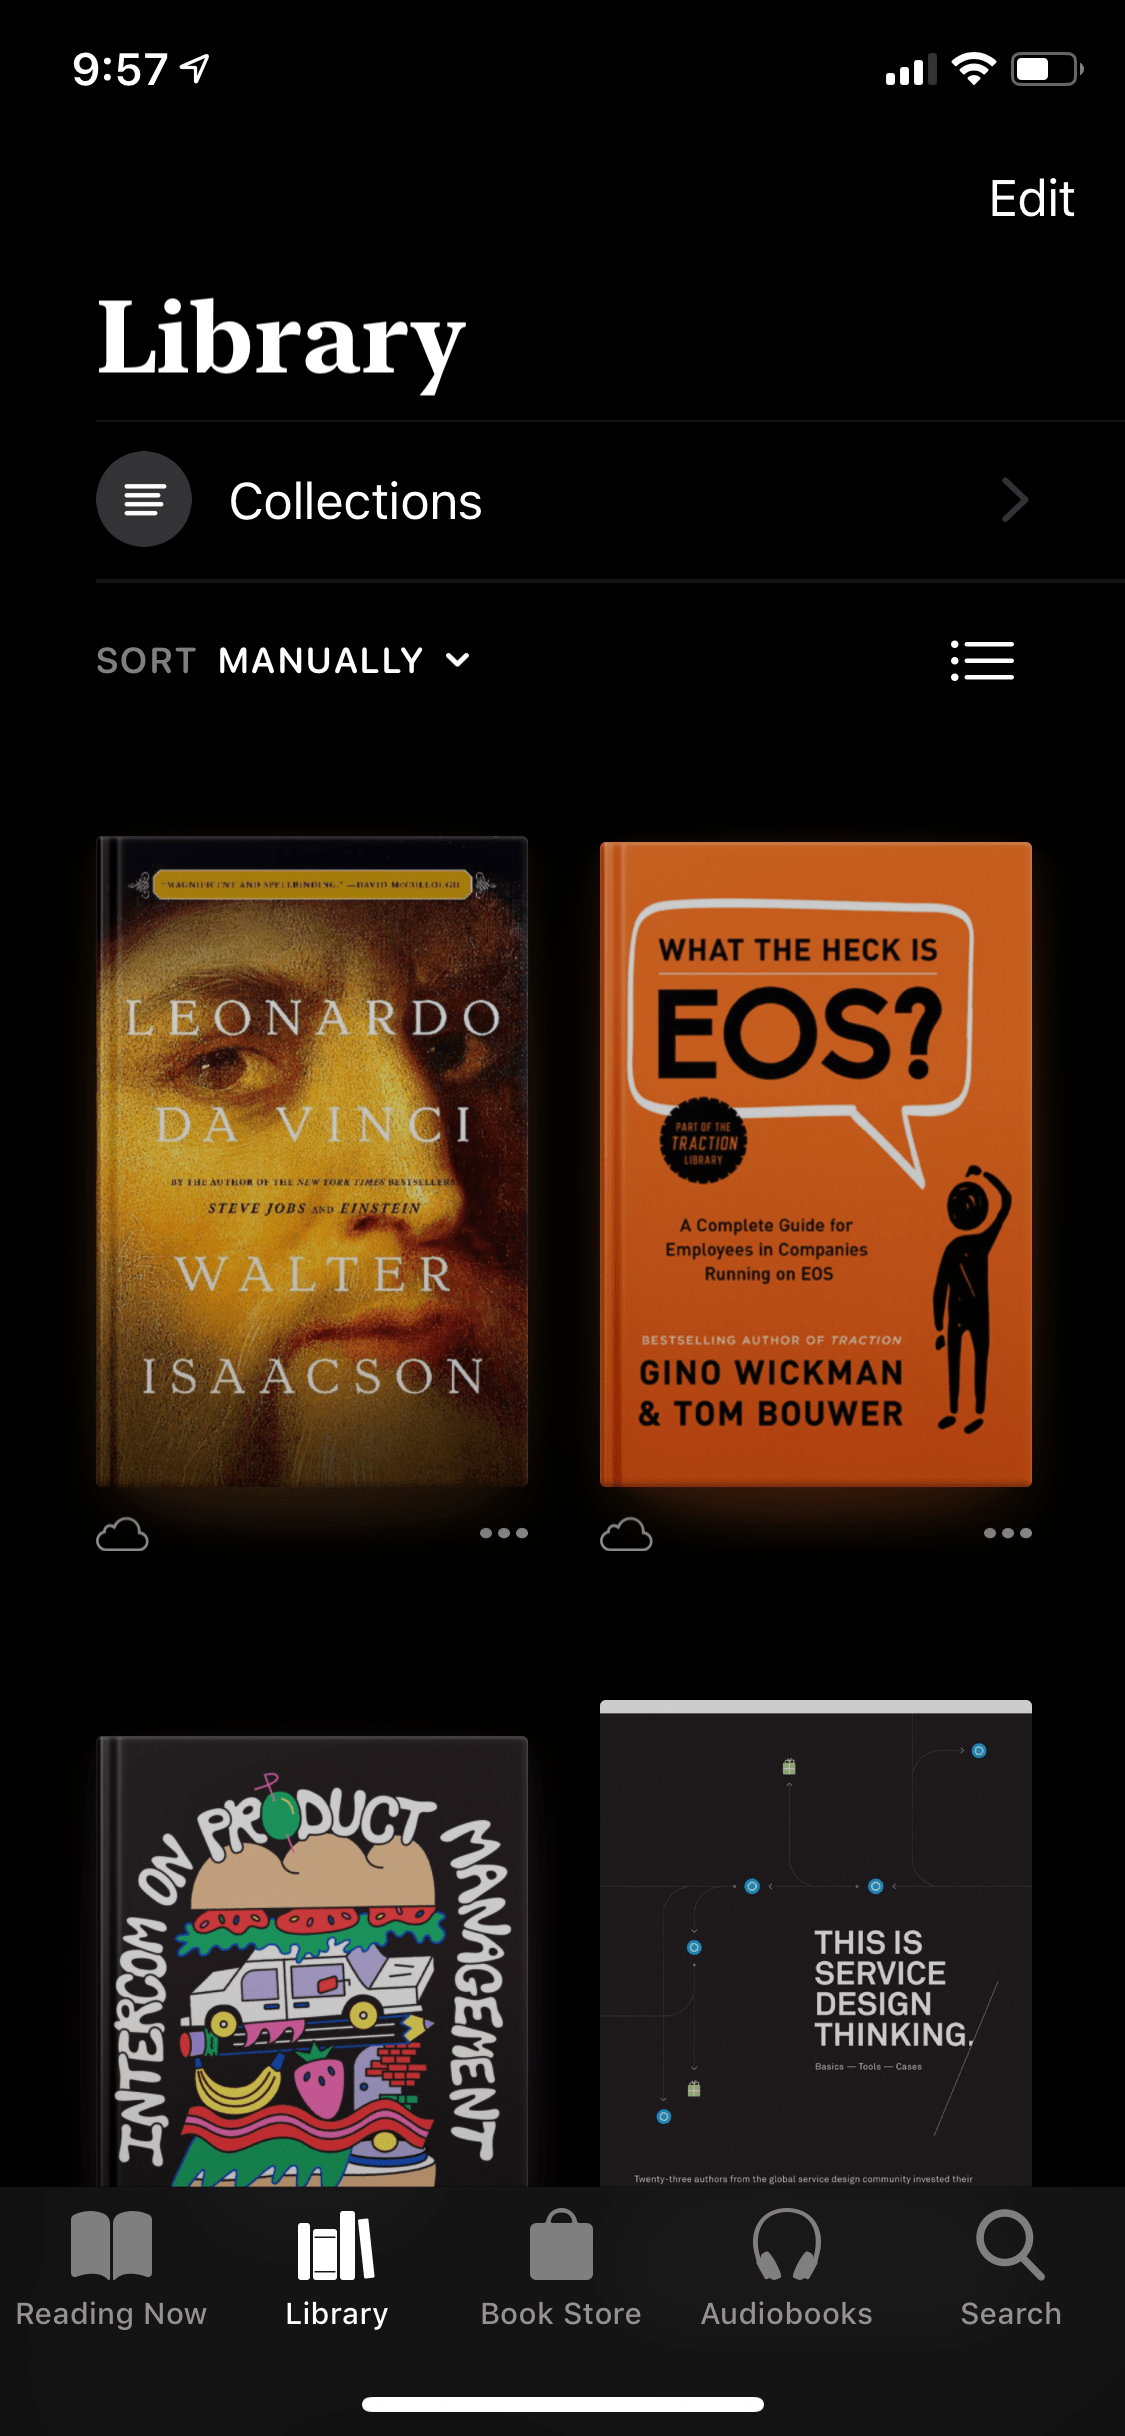 9:57
Edit
Library
Collections
SORT MANUALLY
"MAGNIFICENT AND SPELLBINDING." —DAVID McCULLOUGH
LEONARDO
DA VINCI
BY THE AUTHOR OF THE NEW YORK TIMES BESTSELLERS
STEVE JOBS AND EINSTEIN
WALTER
ISAACSON
WHAT THE HECK IS
EOS?
PART OF THE
TRACTION
LIBRARY
A Complete Guide for
Employees in Companies
Running on EOS
BESTSELLING AUTHOR OF TRACTION
GINO WICKMAN
& TOM BOUWER
INTERCOM ON PRODUCT MANAGEMENT
THIS IS
SERVICE
DESIGN
THINKING.
Basics — Tools — Cases
Twenty-three authors from the global service design community invested their
Reading Now
Library
Book Store
Audiobooks
Search